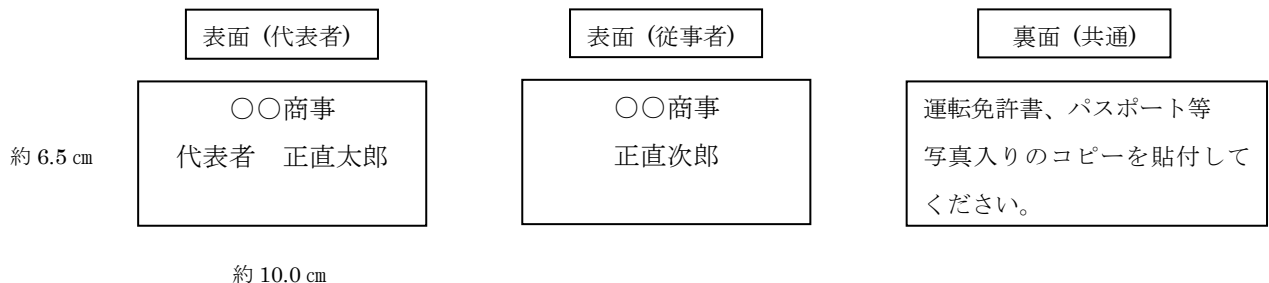 表面 (代表者)
表面 (従事者)
裏面 (共通)
○○商事
代表者　正直太郎
○○商事
正直次郎
運転免許書、パスポート等
写真入りのコピーを貼付して
ください。
約 6.5 ㎝
約 10.0 ㎝